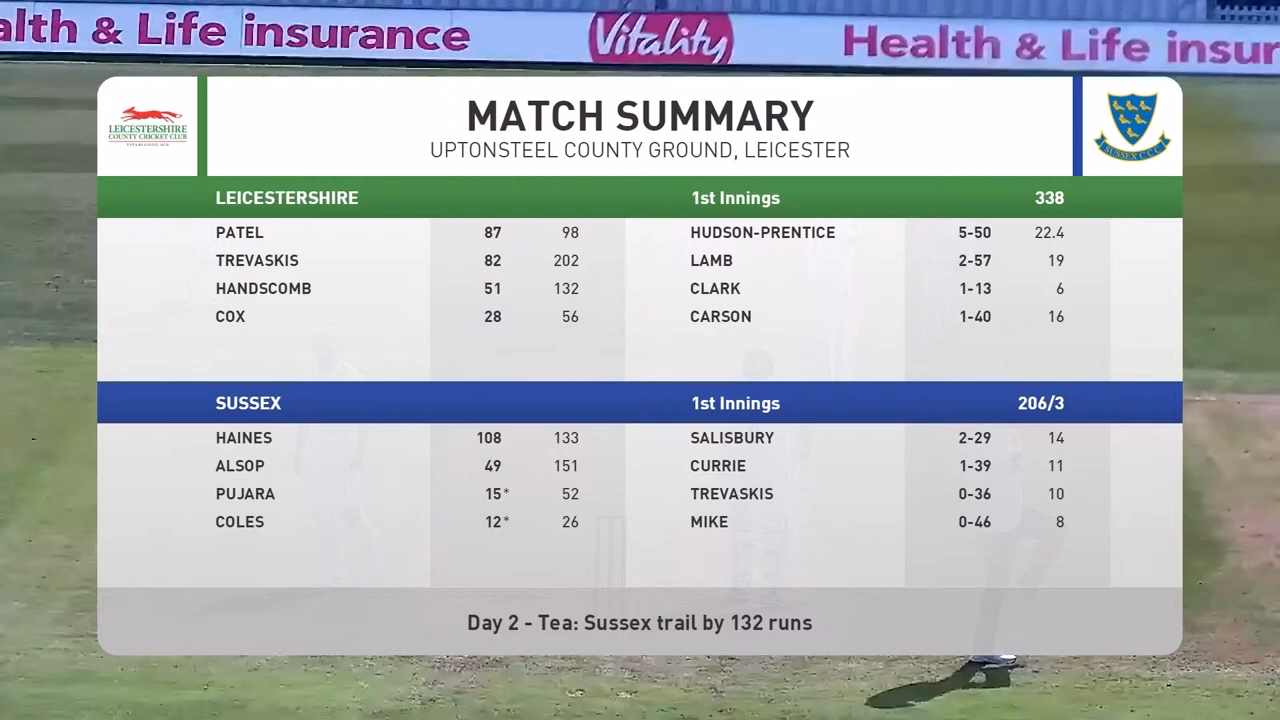 alth & Life insurance Vitality Health & Life insur
LEICESTERSHIRE
COUNTY CRICKET CLUB
MATCH SUMMARY
UPTONSTEEL COUNTY GROUND, LEICESTER
SUSSEX C.C.C.
LEICESTERSHIRE 1st Innings 338
PATEL 87 98 HUDSON-PRENTICE 5-50 22.4
TREVASKIS 82 202 LAMB 2-57 19
HANDSCOMB 51 132 CLARK 1-13 6
COX 28 56 CARSON 1-40 16
SUSSEX 1st Innings 206/3
HAINES 108 133 SALISBURY 2-29 14
ALSOP 49 151 CURRIE 1-39 11
PUJARA 15* 52 TREVASKIS 0-36 10
COLES 12* 26 MIKE 0-46 8
Day 2 - Tea: Sussex trail by 132 runs